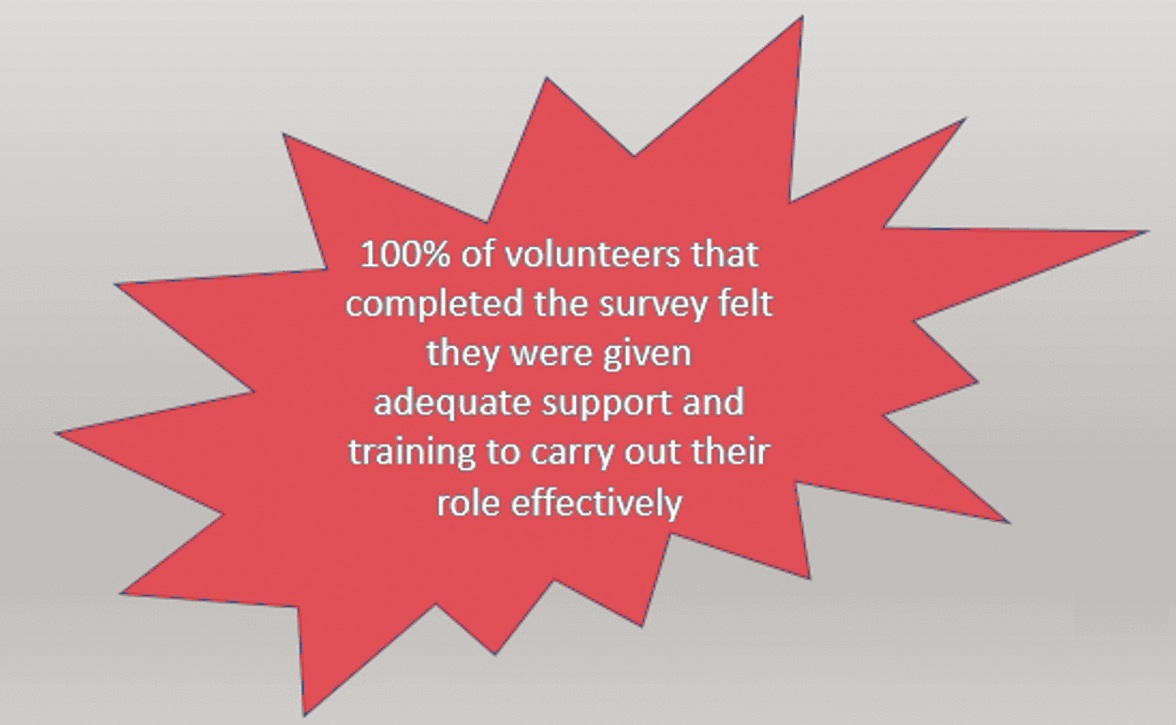 100% of volunteers that
completed the survey felt
they were given
adequate support and
training to carry out their
role effectively